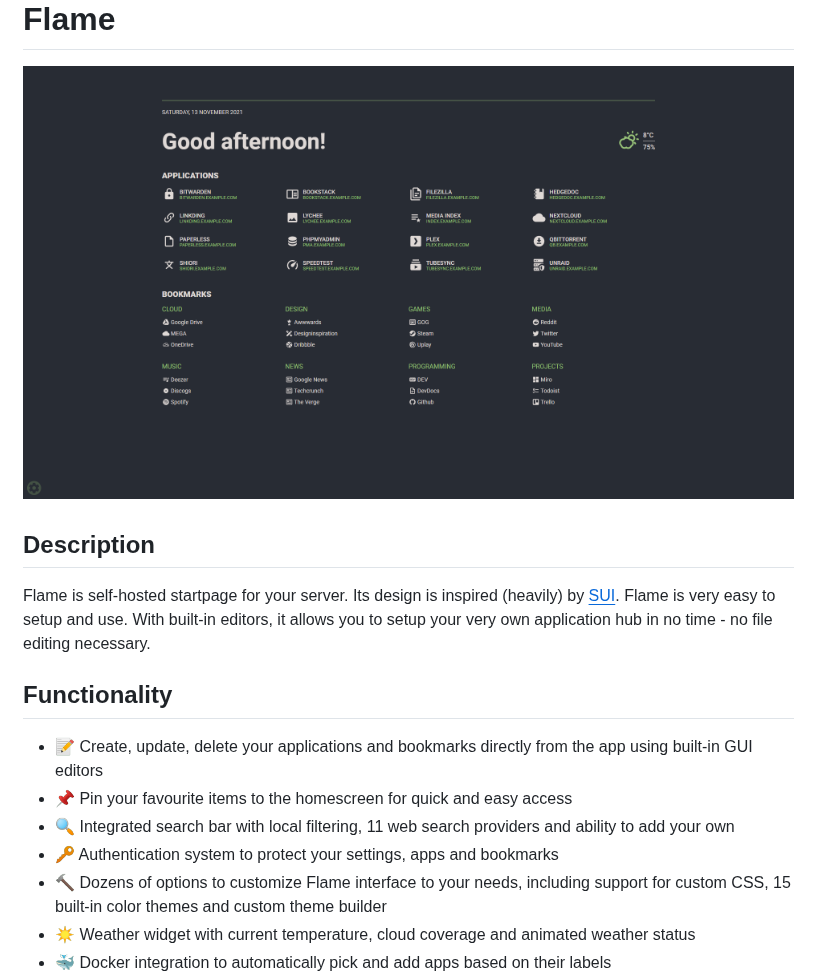 Flame
SATURDAY, 13 NOVEMBER 2021
Good afternoon!
8°C
75%
APPLICATIONS
BITWARDEN BOOKSTACK FILEZILLA HEDGEDOC
BITWARDEN.EXAMPLE.COM BOOKSTACK.EXAMPLE.COM FILEZILLA.EXAMPLE.COM HEDGEDOC.EXAMPLE.COM
LINKDING LYCHEE MEDIA INDEX NEXTCLOUD
LINKDING.EXAMPLE.COM LYCHEE.EXAMPLE.COM INDEX.EXAMPLE.COM NEXTCLOUD.EXAMPLE.COM
PAPERLESS PHPMYADMIN PLEX QBITTORRENT
PAPERLESS.EXAMPLE.COM PMA.EXAMPLE.COM PLEX.EXAMPLE.COM QB.EXAMPLE.COM
SHIORI SPEEDTEST TUBESYNC UNRAID
SHIORI.EXAMPLE.COM SPEEDTEST.EXAMPLE.COM TUBESYNC.EXAMPLE.COM UNRAID.EXAMPLE.COM
BOOKMARKS
CLOUD DESIGN GAMES MEDIA
Google Drive Awwwards GOG Reddit
MEGA Designinspiration Steam Twitter
OneDrive Dribbble Uplay YouTube
MUSIC NEWS PROGRAMMING PROJECTS
Deezer Google News DEV Miro
Discogs Techcrunch DevDocs Todoist
Spotify The Verge Github Trello
Description
Flame is self-hosted startpage for your server. Its design is inspired (heavily) by SUI. Flame is very easy to
setup and use. With built-in editors, it allows you to setup your very own application hub in no time - no file
editing necessary.
Functionality
📝 Create, update, delete your applications and bookmarks directly from the app using built-in GUI
editors
📌 Pin your favourite items to the homescreen for quick and easy access
🔍 Integrated search bar with local filtering, 11 web search providers and ability to add your own
🔑 Authentication system to protect your settings, apps and bookmarks
🔨 Dozens of options to customize Flame interface to your needs, including support for custom CSS, 15
built-in color themes and custom theme builder
☀️ Weather widget with current temperature, cloud coverage and animated weather status
🐳 Docker integration to automatically pick and add apps based on their labels